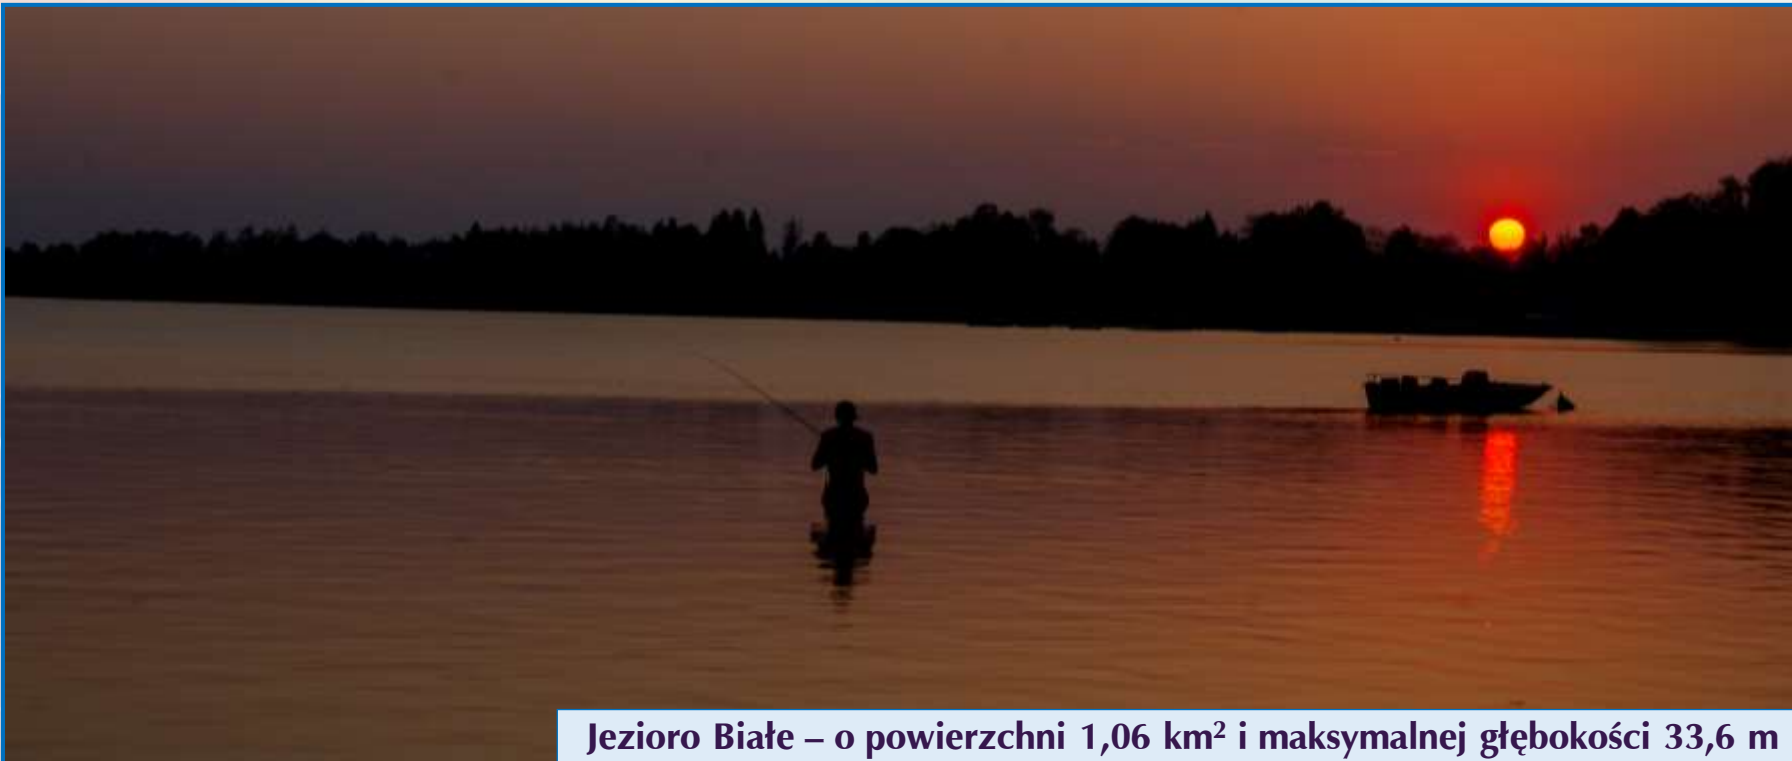 Jezioro Białe – o powierzchni 1,06 km² i maksymalnej głębokości 33,6 m